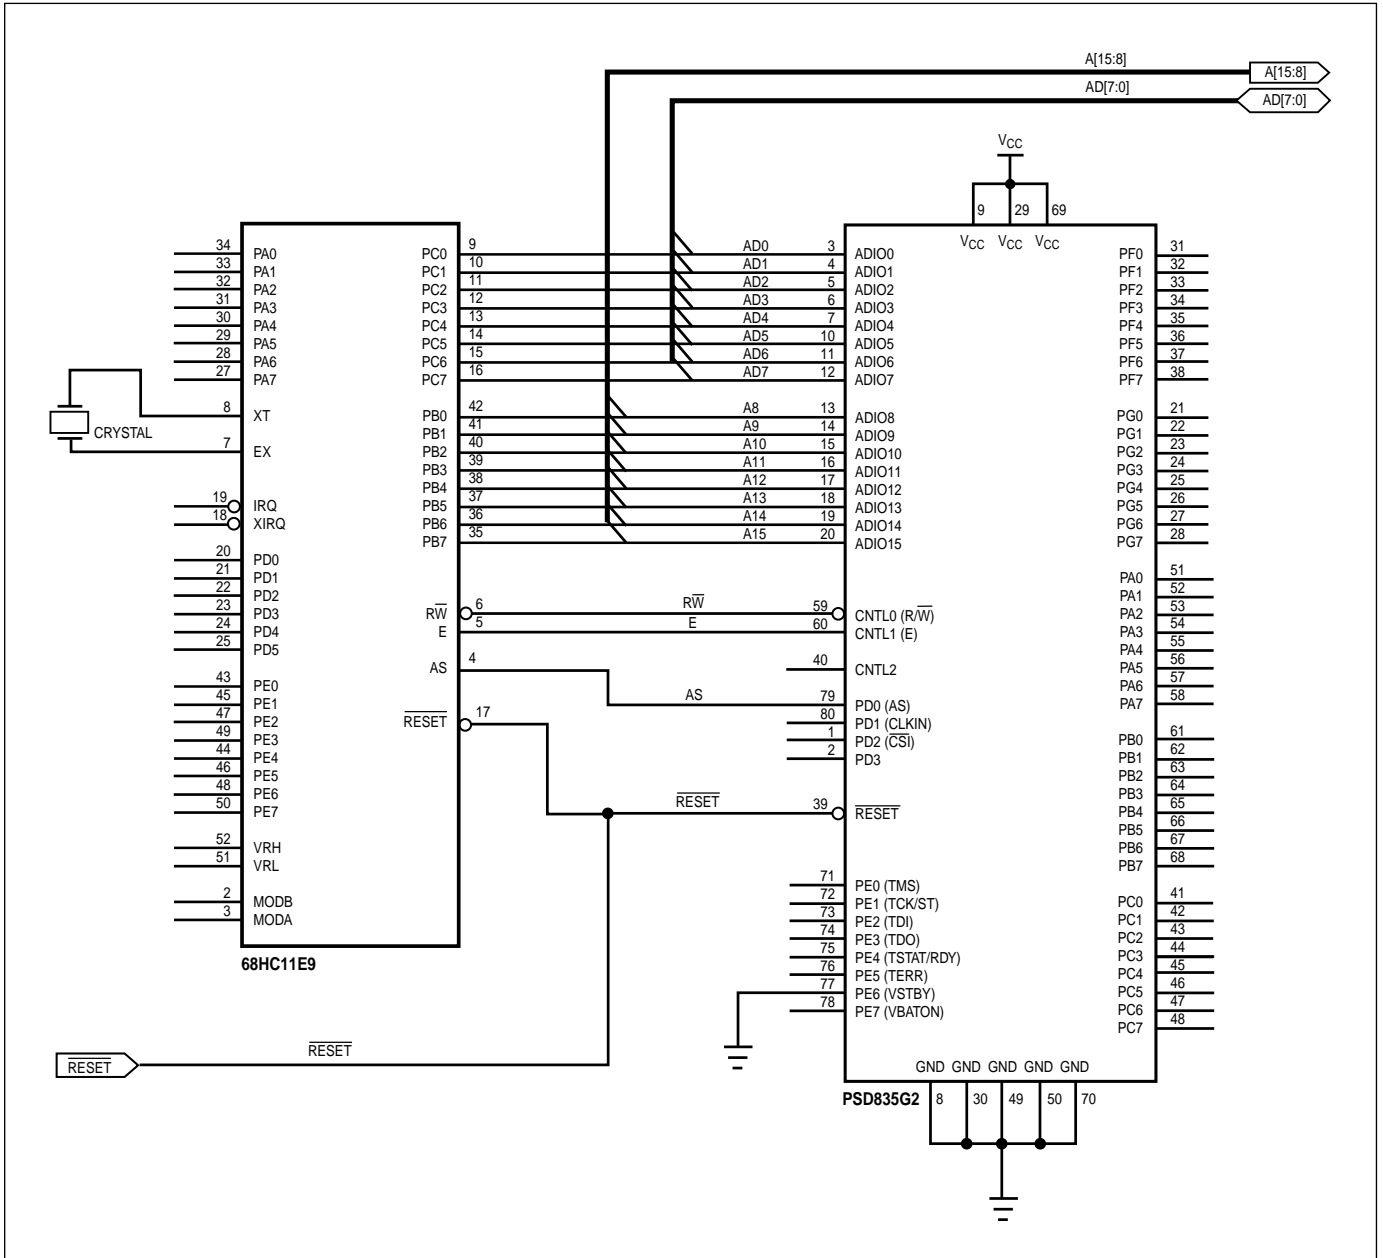 A[15:8]
A[15:8]
AD[7:0]
AD[7:0]
VCC
9 29 69
VCC VCC VCC
34 PA0
33 PA1
32 PA2
31 PA3
30 PA4
29 PA5
28 PA6
27 PA7
8 XT
CRYSTAL
7 EX
19 IRQ
18 XIRQ
20 PD0
21 PD1
22 PD2
23 PD3
24 PD4
25 PD5
43 PE0
45 PE1
47 PE2
49 PE3
44 PE4
46 PE5
48 PE6
50 PE7
52 VRH
51 VRL
2 MODB
3 MODA
PC0 9
PC1 10
PC2 11
PC3 12
PC4 13
PC5 14
PC6 15
PC7 16
PB0 42
PB1 41
PB2 40
PB3 39
PB4 38
PB5 37
PB6 36
PB7 35
RW̅ 6
E 5
AS 4
R̅E̅S̅E̅T̅ 17
68HC11E9
AD0 3 ADIO0
AD1 4 ADIO1
AD2 5 ADIO2
AD3 6 ADIO3
AD4 7 ADIO4
AD5 10 ADIO5
AD6 11 ADIO6
AD7 12 ADIO7
A8 13 ADIO8
A9 14 ADIO9
A10 15 ADIO10
A11 16 ADIO11
A12 17 ADIO12
A13 18 ADIO13
A14 19 ADIO14
A15 20 ADIO15
RW̅ 59 CNTL0 (R/W̅)
E 60 CNTL1 (E)
40 CNTL2
AS 79 PD0 (AS)
80 PD1 (CLKIN)
1 PD2 (C̅S̅I̅)
2 PD3
R̅E̅S̅E̅T̅ 39 R̅E̅S̅E̅T̅
71 PE0 (TMS)
72 PE1 (TCK/ST)
73 PE2 (TDI)
74 PE3 (TDO)
75 PE4 (TSTAT/RDY)
76 PE5 (TERR)
77 PE6 (VSTBY)
78 PE7 (VBATON)
PF0 31
PF1 32
PF2 33
PF3 34
PF4 35
PF5 36
PF6 37
PF7 38
PG0 21
PG1 22
PG2 23
PG3 24
PG4 25
PG5 26
PG6 27
PG7 28
PA0 51
PA1 52
PA2 53
PA3 54
PA4 55
PA5 56
PA6 57
PA7 58
PB0 61
PB1 62
PB2 63
PB3 64
PB4 65
PB5 66
PB6 67
PB7 68
PC0 41
PC1 42
PC2 43
PC3 44
PC4 45
PC5 46
PC6 47
PC7 48
GND GND GND GND GND
PSD835G2
8 30 49 50 70
R̅E̅S̅E̅T̅
R̅E̅S̅E̅T̅